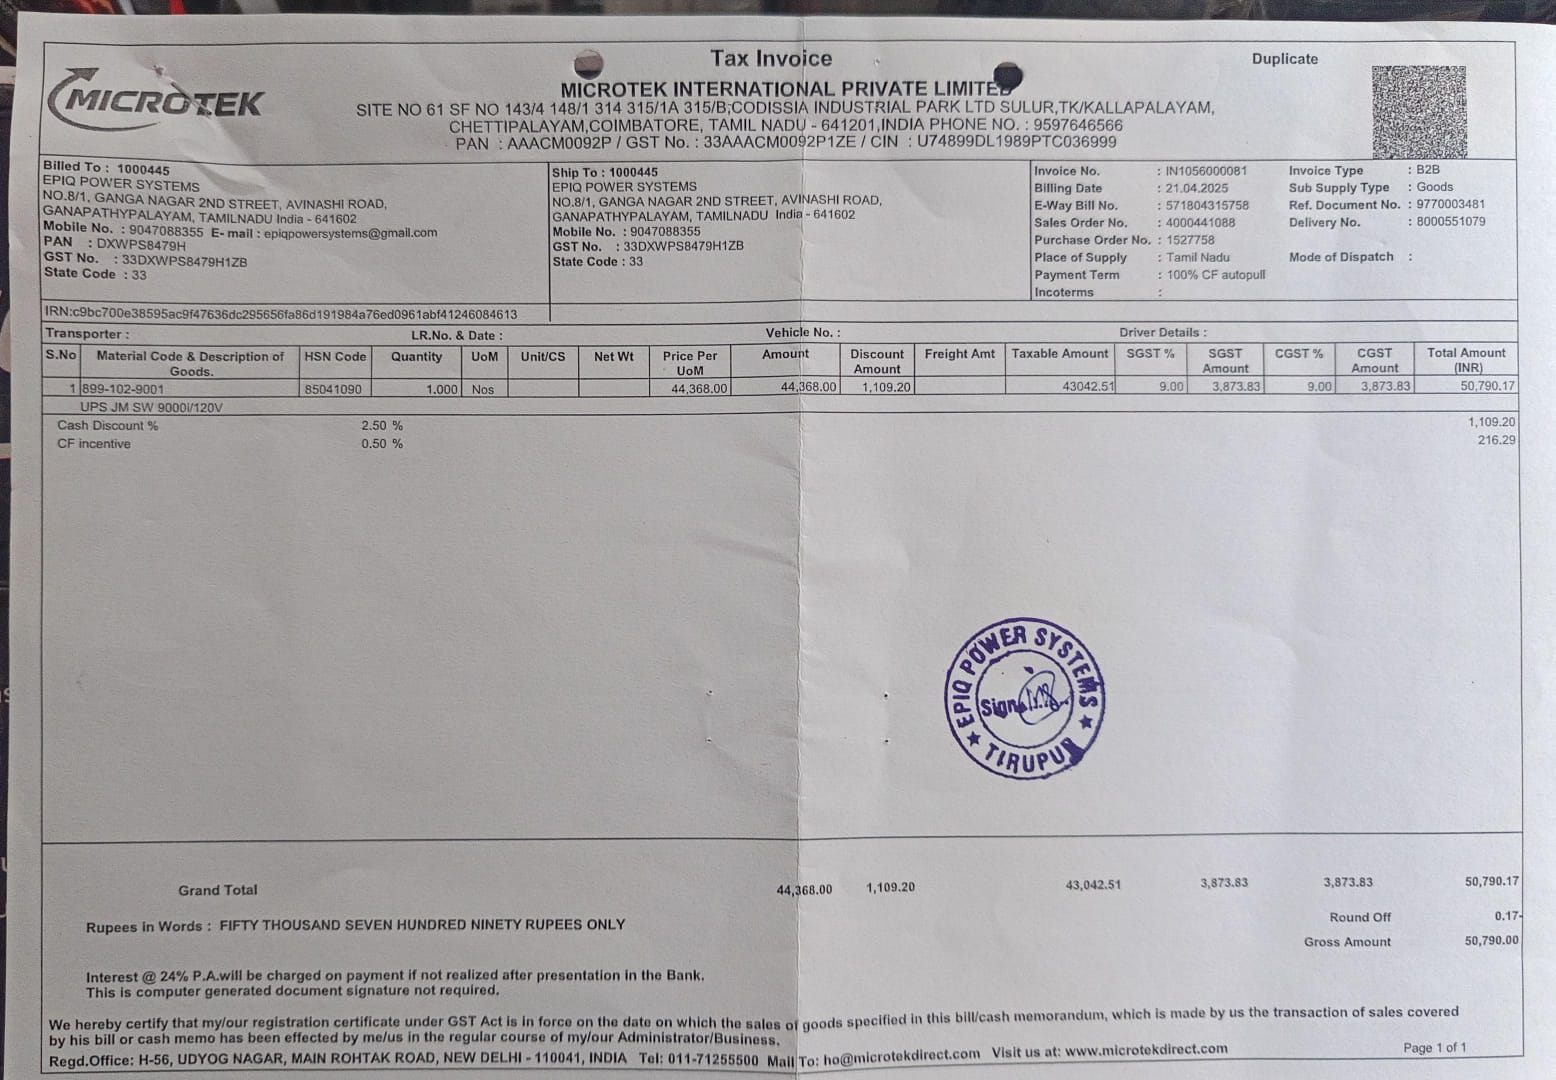 Tax Invoice
Duplicate
MICROTEK
MICROTEK INTERNATIONAL PRIVATE LIMITED
SITE NO 61 SF NO 143/4 148/1 314 315/1A 315/B;CODISSIA INDUSTRIAL PARK LTD SULUR,TK/KALLAPALAYAM,
CHETTIPALAYAM,COIMBATORE, TAMIL NADU - 641201,INDIA PHONE NO. : 9597646566
PAN : AAACM0092P / GST No. : 33AAACM0092P1ZE / CIN : U74899DL1989PTC036999
Billed To : 1000445
EPIQ POWER SYSTEMS
NO.8/1, GANGA NAGAR 2ND STREET, AVINASHI ROAD,
GANAPATHYPALAYAM, TAMILNADU India - 641602
Mobile No. : 9047088355 E- mail : epiqpowersystems@gmail.com
PAN : DXWPS8479H
GST No. : 33DXWPS8479H1ZB
State Code : 33
Ship To : 1000445
EPIQ POWER SYSTEMS
NO.8/1, GANGA NAGAR 2ND STREET, AVINASHI ROAD,
GANAPATHYPALAYAM, TAMILNADU India - 641602
Mobile No. : 9047088355
GST No. : 33DXWPS8479H1ZB
State Code : 33
Invoice No. : IN1056000081 Invoice Type : B2B
Billing Date : 21.04.2025 Sub Supply Type : Goods
E-Way Bill No. : 571804315758 Ref. Document No. : 9770003481
Sales Order No. : 4000441088 Delivery No. : 8000551079
Purchase Order No. : 1527758
Place of Supply : Tamil Nadu Mode of Dispatch :
Payment Term : 100% CF autopull
Incoterms :
IRN:c9bc700e38595ac9f47636dc295656fa86d191984a76ed0961abf41246084613
Transporter : LR.No. & Date : Vehicle No. : Driver Details :
S.No Material Code & Description of Goods. HSN Code Quantity UoM Unit/CS Net Wt Price Per UoM Amount Discount Amount Freight Amt Taxable Amount SGST % SGST Amount CGST % CGST Amount Total Amount (INR)
1 899-102-9001 85041090 1.000 Nos 44,368.00 44,368.00 1,109.20 43042.51 9.00 3,873.83 9.00 3,873.83 50,790.17
UPS JM SW 9000i/120V
Cash Discount % 2.50 % 1,109.20
CF incentive 0.50 % 216.29
EPIQ POWER SYSTEMS
Sign.
★ TIRUPUR ★
Grand Total 44,368.00 1,109.20 43,042.51 3,873.83 3,873.83 50,790.17
Round Off 0.17-
Rupees in Words : FIFTY THOUSAND SEVEN HUNDRED NINETY RUPEES ONLY
Gross Amount 50,790.00
Interest @ 24% P.A.will be charged on payment if not realized after presentation in the Bank.
This is computer generated document signature not required.
We hereby certify that my/our registration certificate under GST Act is in force on the date on which the sales of goods specified in this bill/cash memorandum, which is made by us the transaction of sales covered
by his bill or cash memo has been effected by me/us in the regular course of my/our Administrator/Business.
Regd.Office: H-56, UDYOG NAGAR, MAIN ROHTAK ROAD, NEW DELHI - 110041, INDIA Tel: 011-71255500 Mail To: ho@microtekdirect.com Visit us at: www.microtekdirect.com
Page 1 of 1